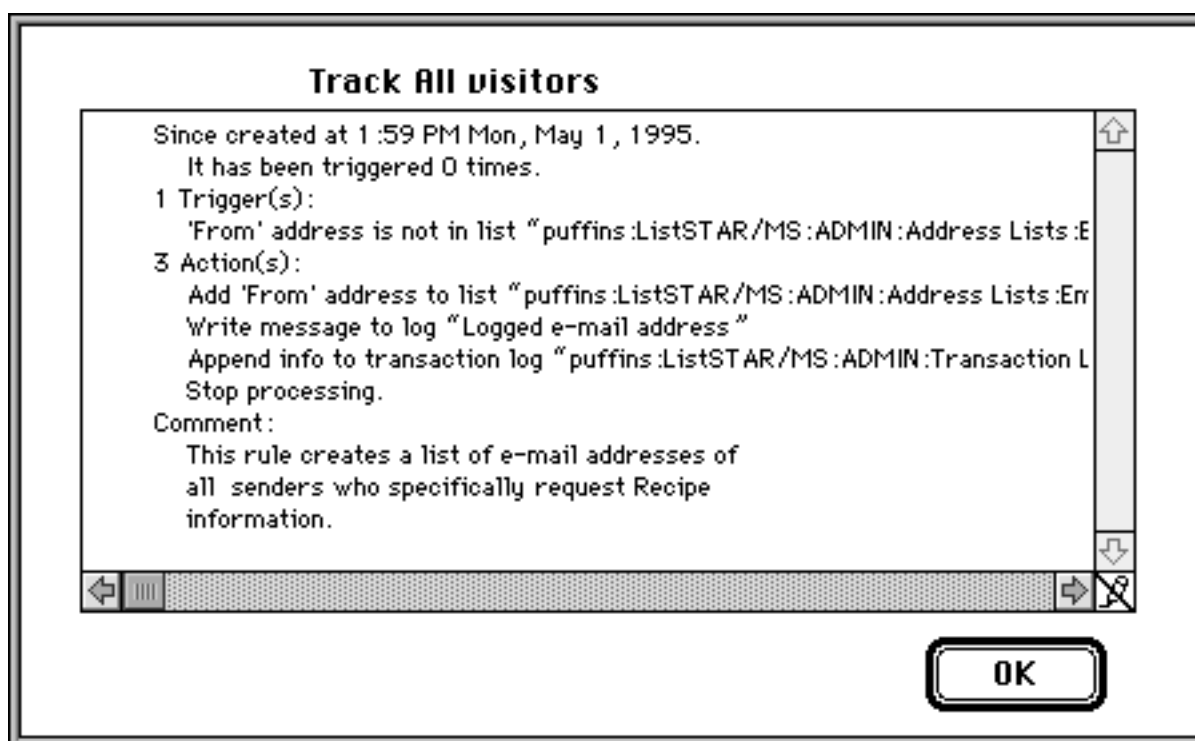 Track All visitors
Since created at 1:59 PM Mon, May 1, 1995.
It has been triggered 0 times.
1 Trigger(s):
'From' address is not in list "puffins:ListSTAR/MS:ADMIN:Address Lists:E
3 Action(s):
Add 'From' address to list "puffins:ListSTAR/MS:ADMIN:Address Lists:Em
Write message to log "Logged e-mail address"
Append info to transaction log "puffins:ListSTAR/MS:ADMIN:Transaction L
Stop processing.
Comment:
This rule creates a list of e-mail addresses of
all senders who specifically request Recipe
information.
OK